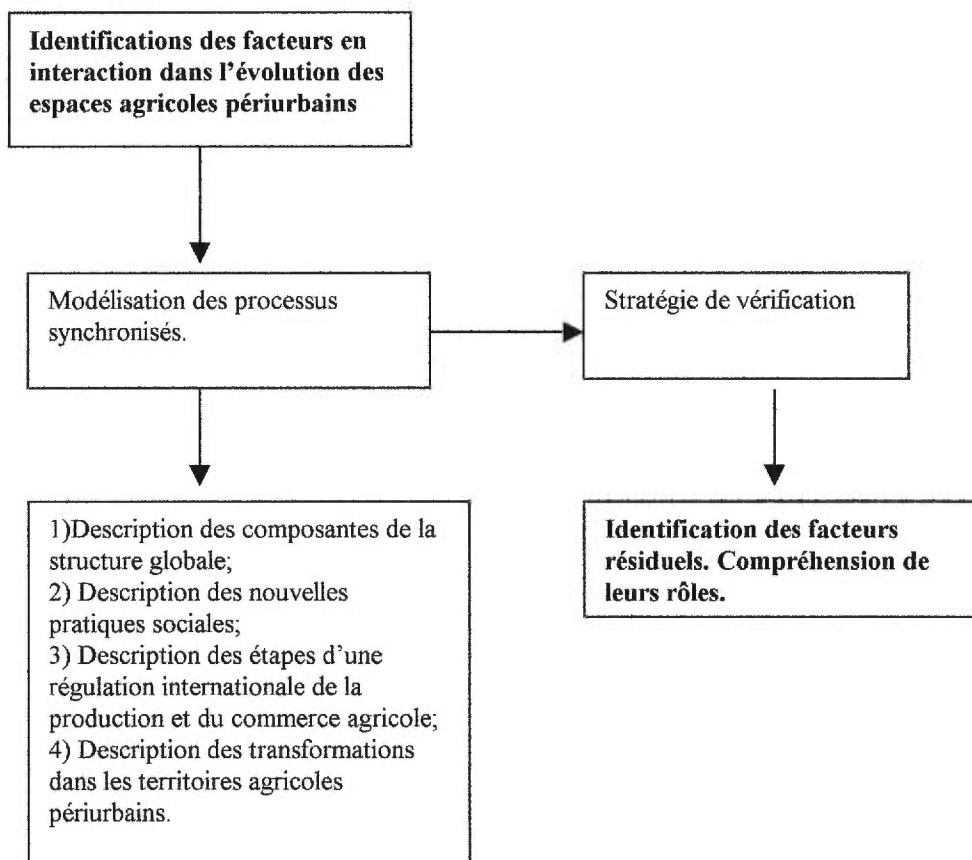 Identifications des facteurs en
interaction dans l'évolution des
espaces agricoles périurbains
Modélisation des processus
synchronisés.
Stratégie de vérification
1)Description des composantes de la
structure globale;
2) Description des nouvelles
pratiques sociales;
3) Description des étapes d'une
régulation internationale de la
production et du commerce agricole;
4) Description des transformations
dans les territoires agricoles
périurbains.
Identification des facteurs
résiduels. Compréhension de
leurs rôles.